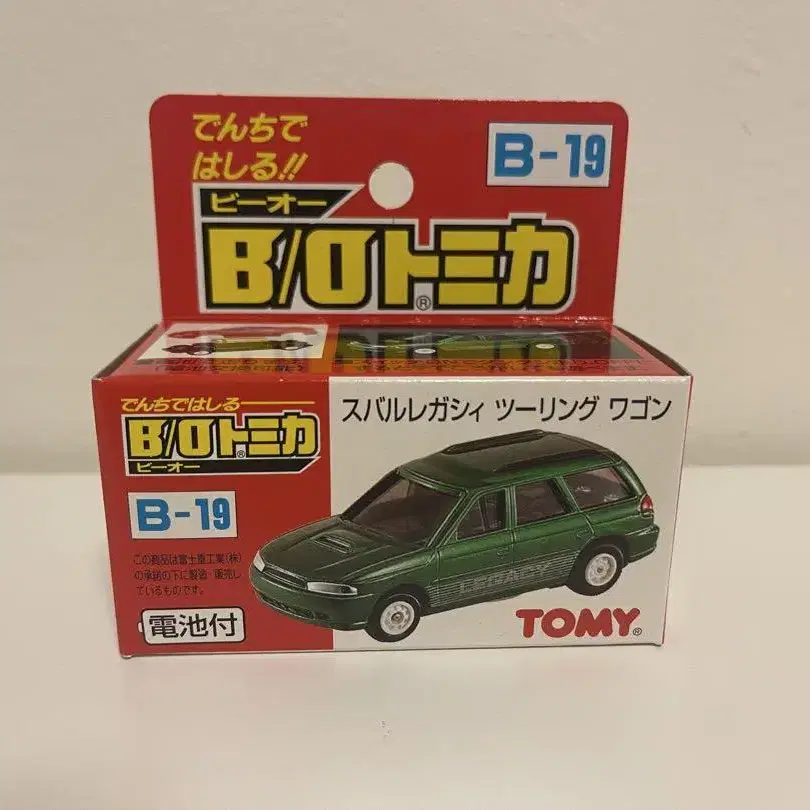 でんちで
はしる!!
B-19
ビーオー
B/Oトミカ®
でんちではしる
B/Oトミカ®
ビーオー
B-19
この商品は富士重工業(株)
の承諾の下に製造・販売し
ているものです。
電池付
スバルレガシィ ツーリング ワゴン
LEGACY
TOMY®